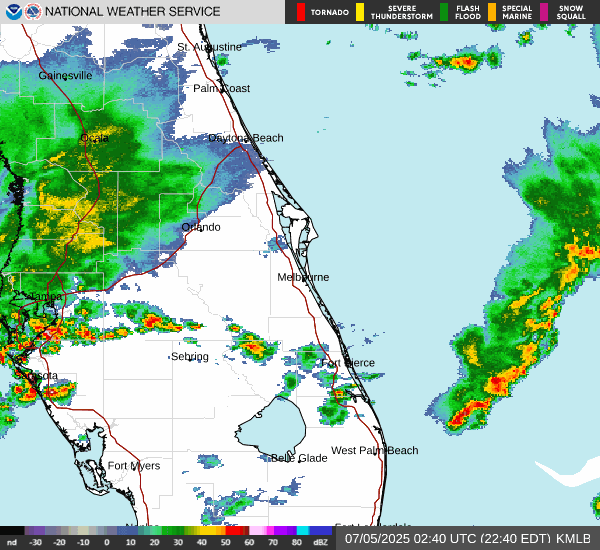 NATIONAL WEATHER SERVICE
TORNADO
SEVERE THUNDERSTORM
FLASH FLOOD
SPECIAL MARINE
SNOW SQUALL
St. Augustine
Gainesville
Palm Coast
Ocala
Daytona Beach
Orlando
Melbourne
Tampa
Sebring
Fort Pierce
Sarasota
West Palm Beach
Belle Glade
Fort Myers
Fort Lauderdale
nd -30 -20 -10 0 10 20 30 40 50 60 70 80 dBZ
07/05/2025 02:40 UTC (22:40 EDT) KMLB